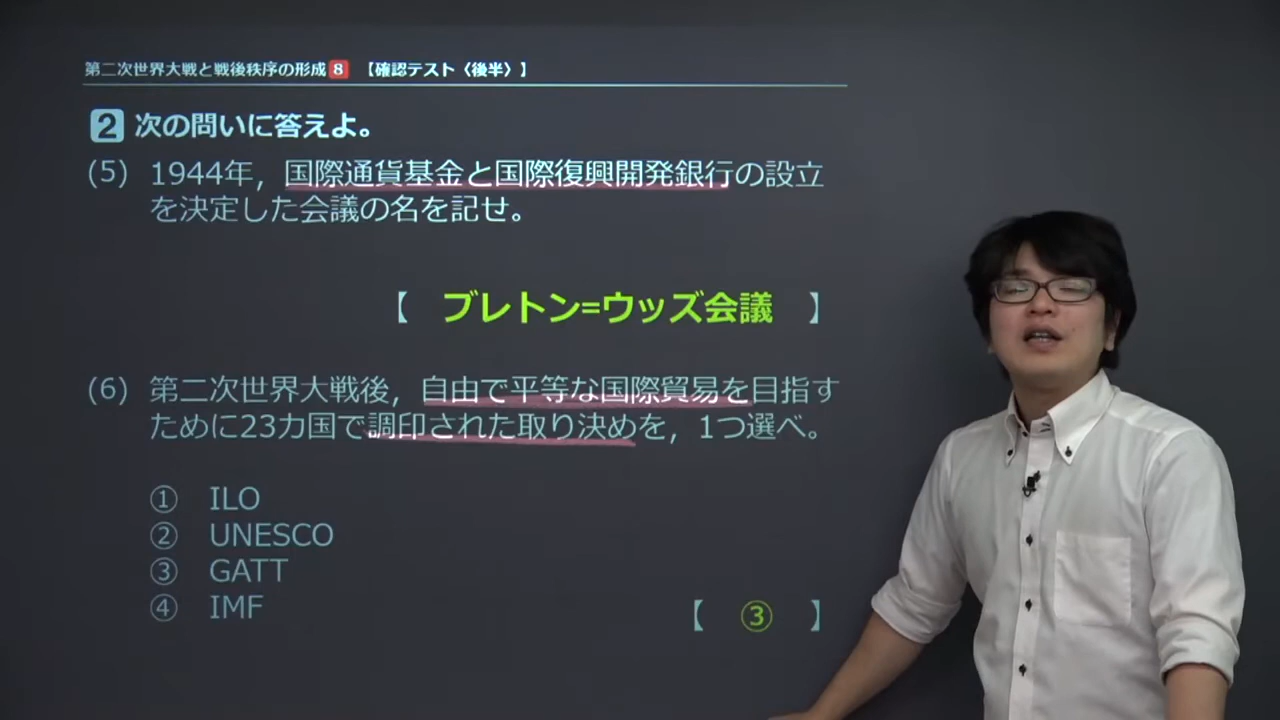 第二次世界大戦と戦後秩序の形成8 【確認テスト〈後半〉】
2 次の問いに答えよ。
(5) 1944年，国際通貨基金と国際復興開発銀行の設立
を決定した会議の名を記せ。
【 ブレトン=ウッズ会議 】
(6) 第二次世界大戦後，自由で平等な国際貿易を目指す
ために23カ国で調印された取り決めを，1つ選べ。
① ILO
② UNESCO
③ GATT
④ IMF
【 ③ 】